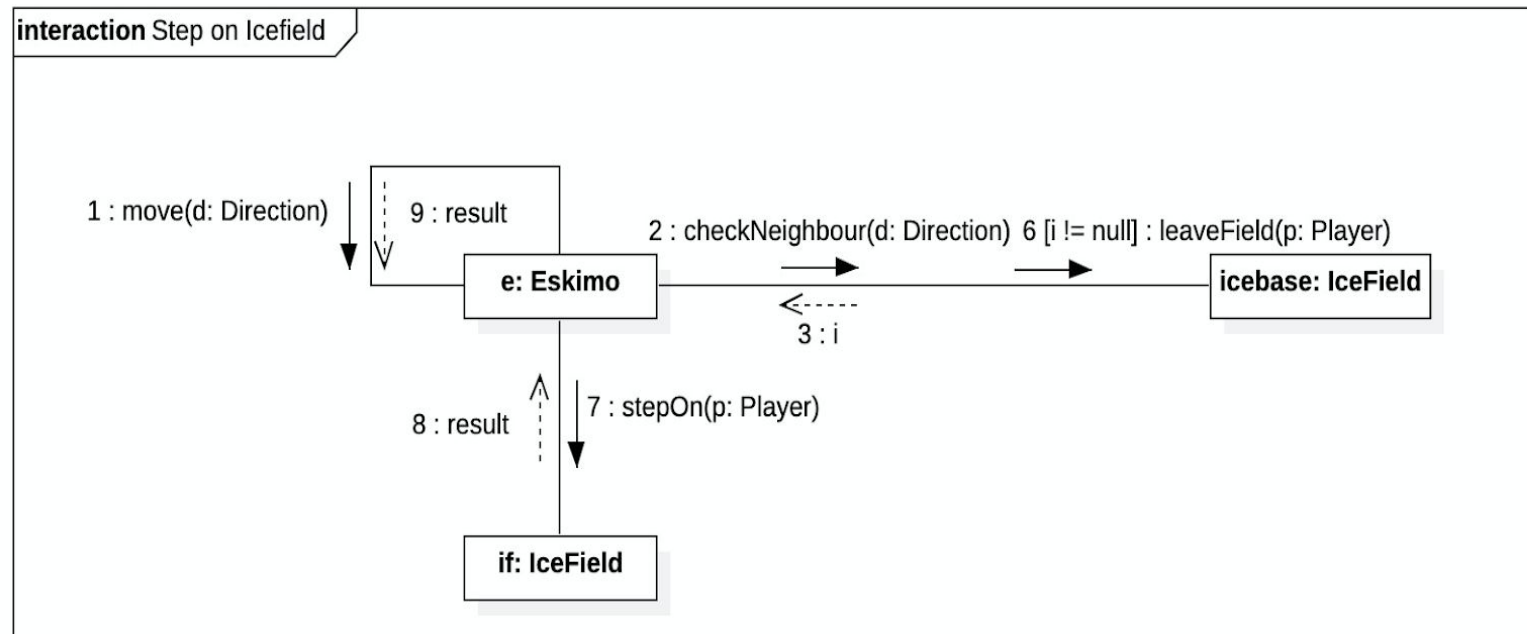 interaction Step on Icefield
1 : move(d: Direction)
9 : result
2 : checkNeighbour(d: Direction)
6 [i != null] : leaveField(p: Player)
e: Eskimo
icebase: IceField
3 : i
8 : result
7 : stepOn(p: Player)
if: IceField